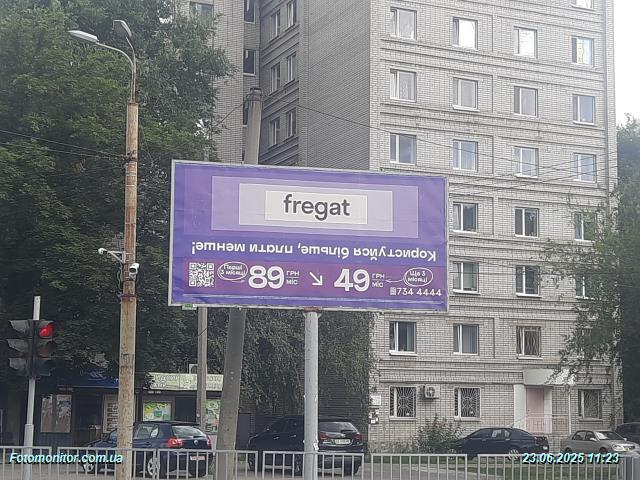 fregat
Користуйся більше, плати менше!
Перші 3 місяці 89 ГРН МІС ↘ 49 ГРН МІС Ще 3 місяці
734 4444
Fotomonitor.com.ua
23.06.2025 11:23